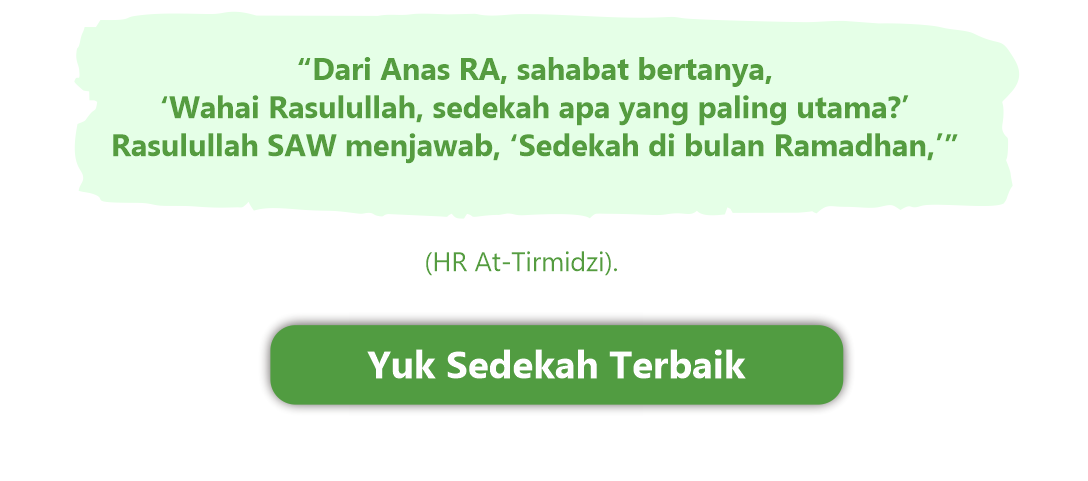 “Dari Anas RA, sahabat bertanya,
‘Wahai Rasulullah, sedekah apa yang paling utama?’
Rasulullah SAW menjawab, ‘Sedekah di bulan Ramadhan,’”
(HR At-Tirmidzi).
Yuk Sedekah Terbaik